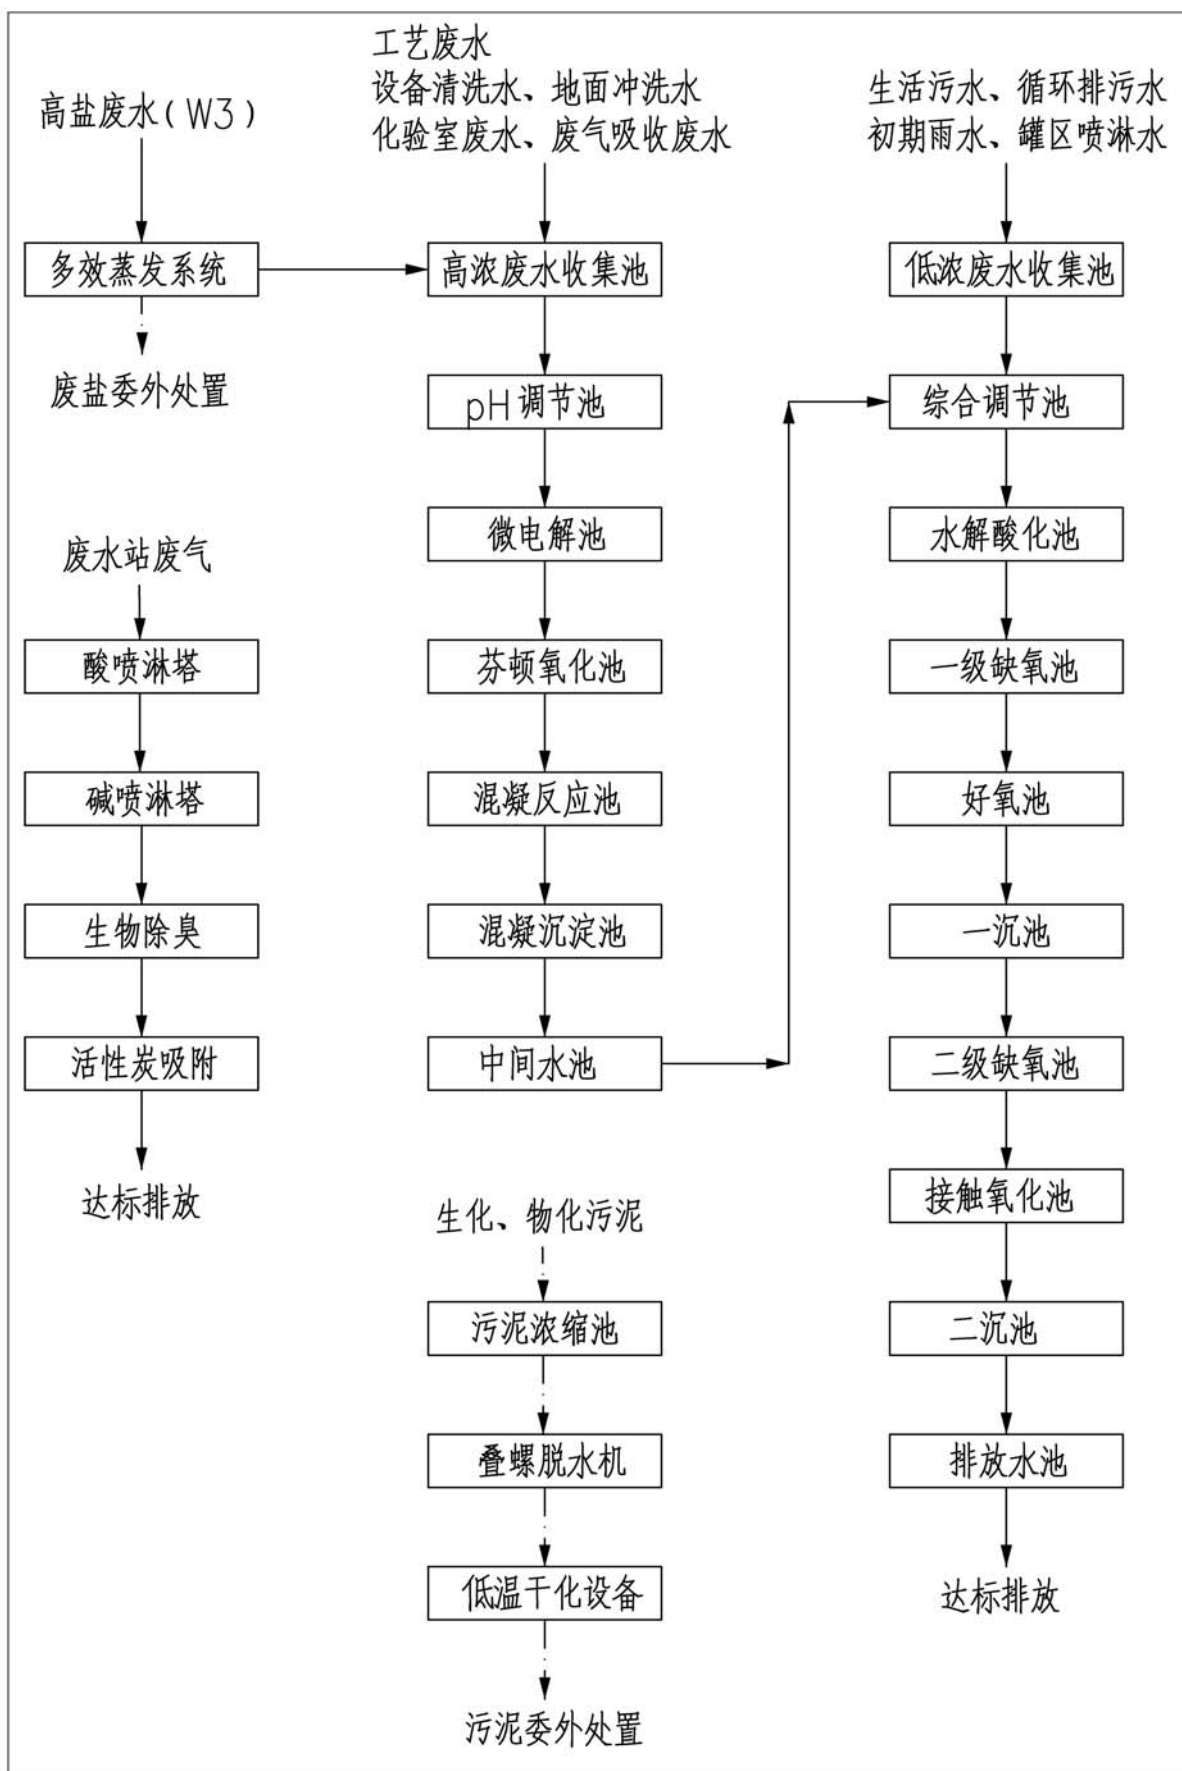 高盐废水(W3)
多效蒸发系统
废盐委外处置
废水站废气
酸喷淋塔
碱喷淋塔
生物除臭
活性炭吸附
达标排放
工艺废水
设备清洗水、地面冲洗水
化验室废水、废气吸收废水
高浓废水收集池
pH调节池
微电解池
芬顿氧化池
混凝反应池
混凝沉淀池
中间水池
生化、物化污泥
污泥浓缩池
叠螺脱水机
低温干化设备
污泥委外处置
生活污水、循环排污水
初期雨水、罐区喷淋水
低浓废水收集池
综合调节池
水解酸化池
一级缺氧池
好氧池
一沉池
二级缺氧池
接触氧化池
二沉池
排放水池
达标排放